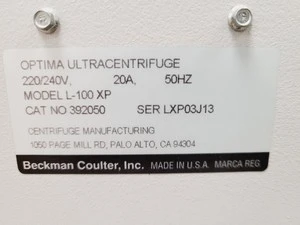 OPTIMA ULTRACENTRIFUGE
220/240V, 20A, 50HZ
MODEL L-100 XP
CAT NO 392050 SER LXP03J13
CENTRIFUGE MANUFACTURING
1050 PAGE MILL RD, PALO ALTO, CA 94304
Beckman Coulter, Inc. MADE IN U.S.A. MARCA REG.